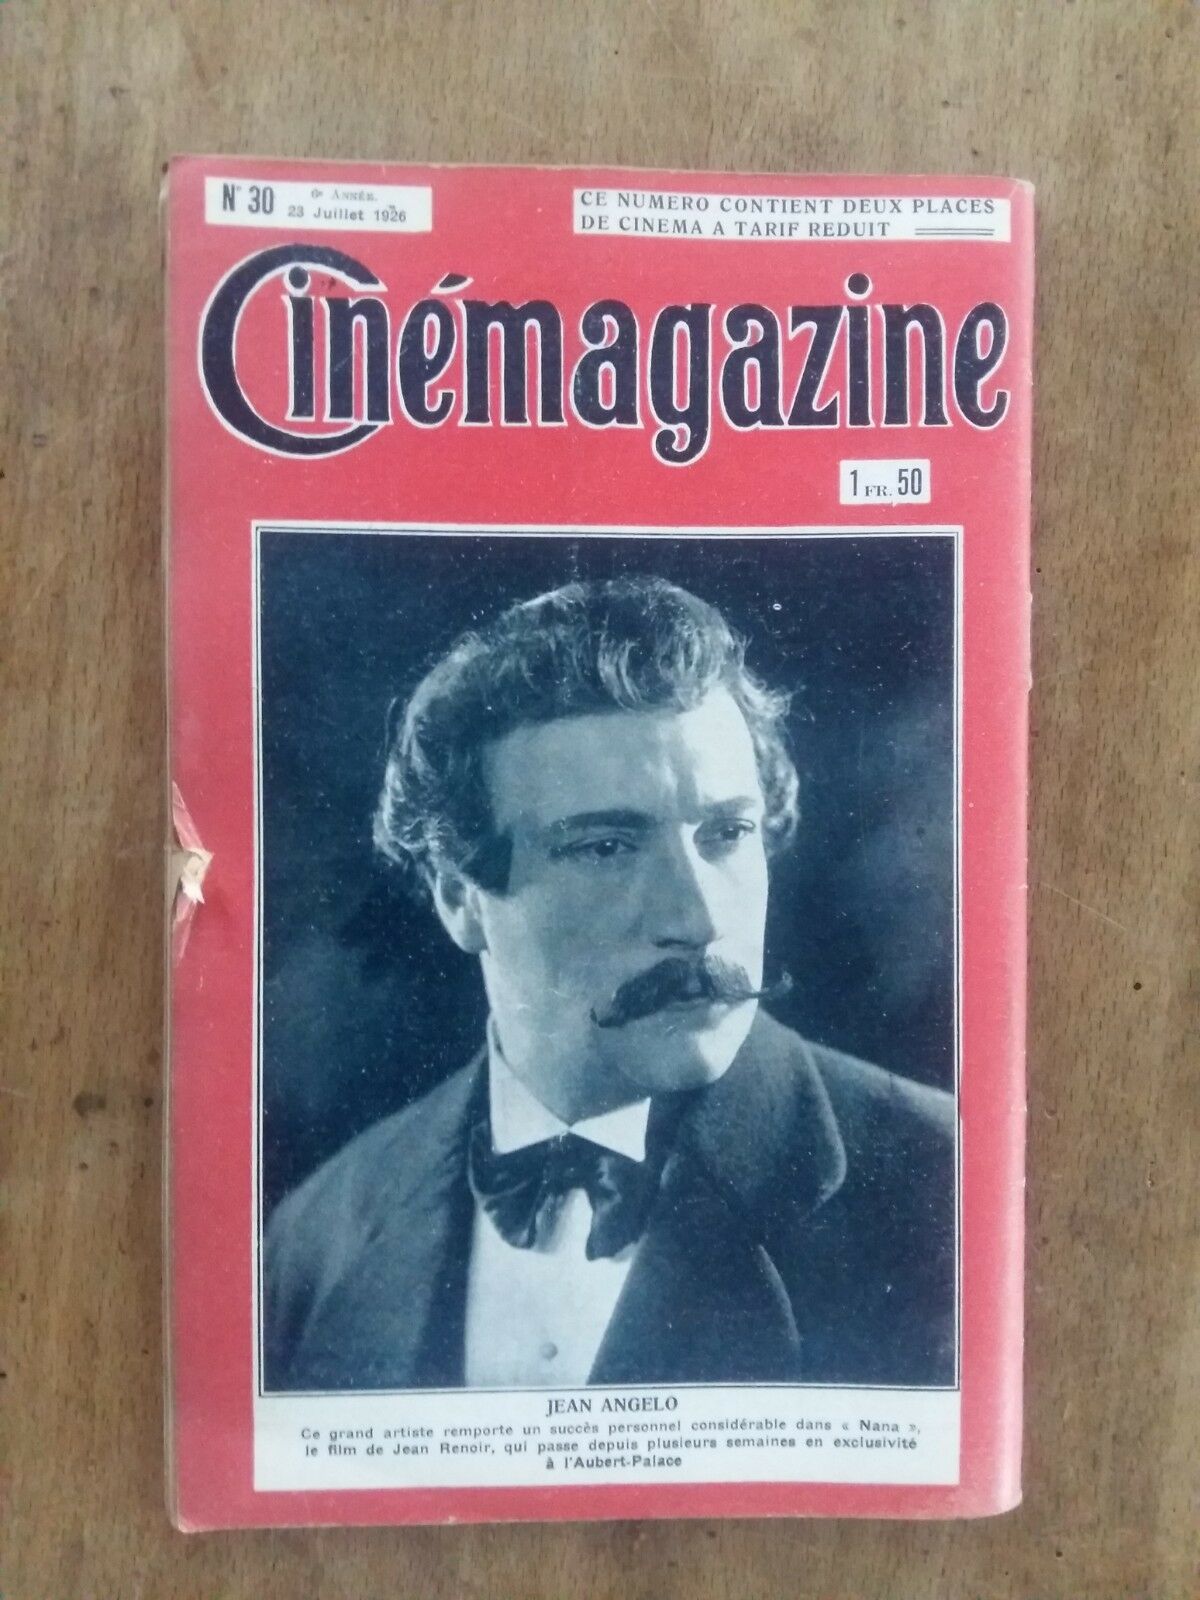 N° 30
6e ANNÉE.
23 Juillet 1926
CE NUMERO CONTIENT DEUX PLACES
DE CINEMA A TARIF REDUIT
Cinémagazine
1 FR. 50
JEAN ANGELO
Ce grand artiste remporte un succès personnel considérable dans « Nana »,
le film de Jean Renoir, qui passe depuis plusieurs semaines en exclusivité
à l'Aubert-Palace